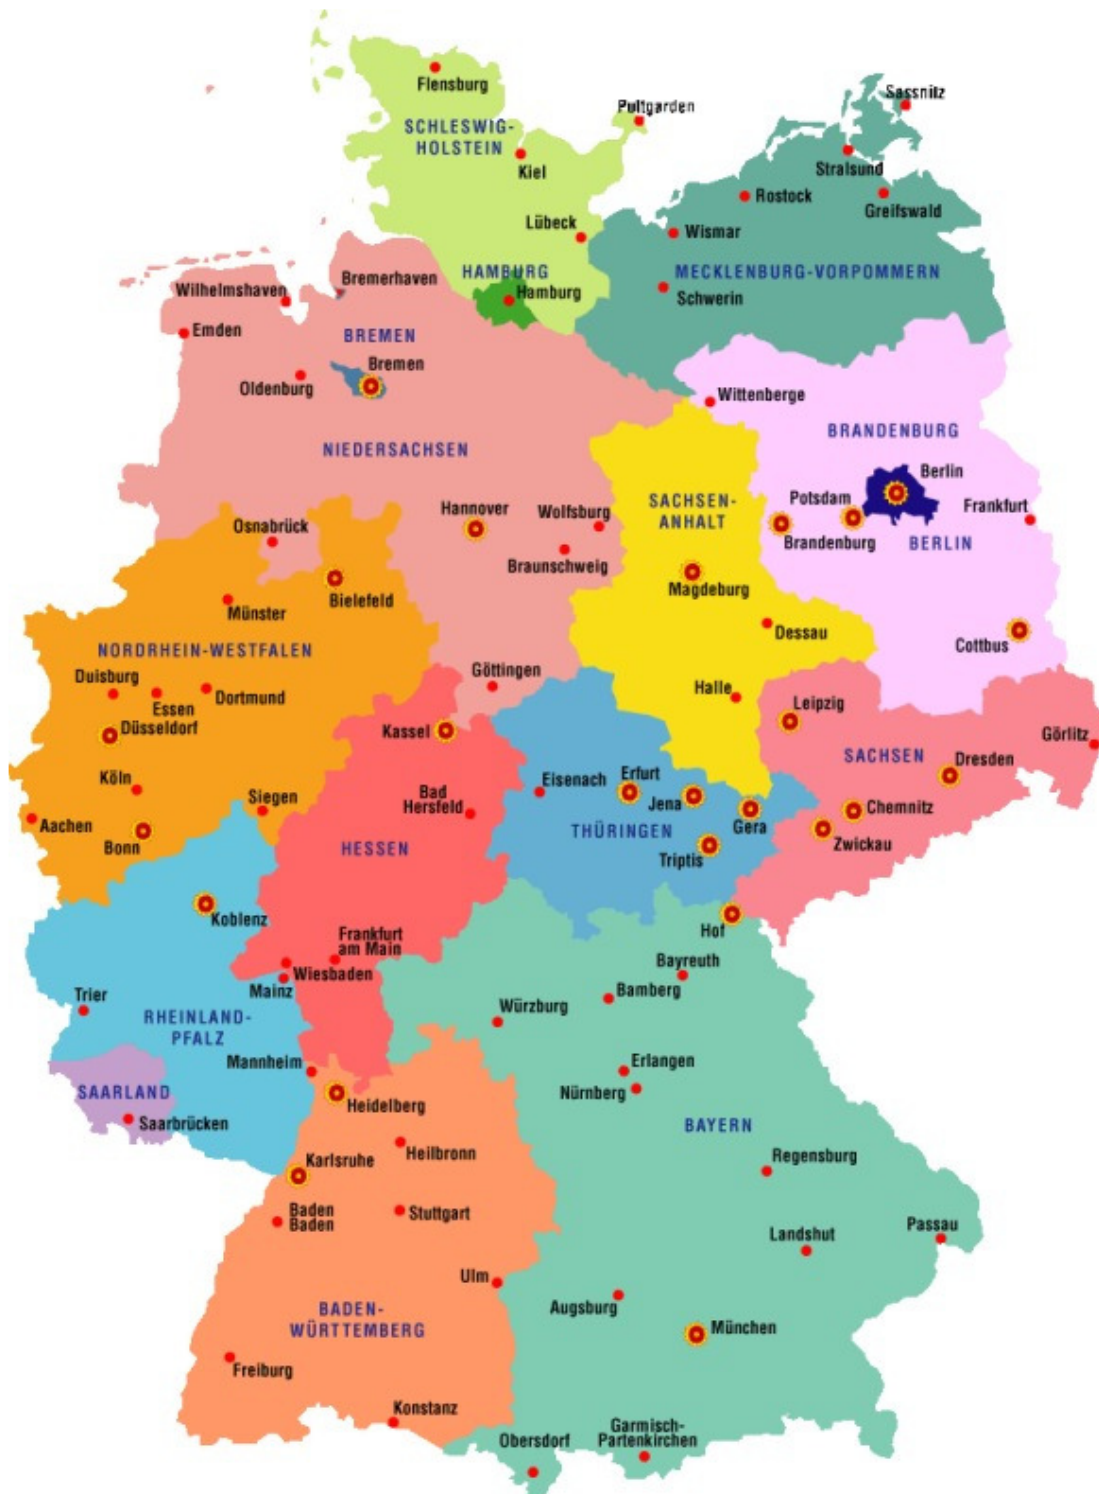 Flensburg
SCHLESWIG-
HOLSTEIN
Puttgarden
Sassnitz
Kiel
Stralsund
Rostock
Greifswald
Lübeck
Wismar
HAMBURG
Hamburg
MECKLENBURG-VORPOMMERN
Schwerin
Wilhelmshaven
Bremerhaven
Emden
BREMEN
Bremen
Oldenburg
Wittenberge
NIEDERSACHSEN
BRANDENBURG
Berlin
Potsdam
Frankfurt
Brandenburg
BERLIN
SACHSEN-
ANHALT
Hannover
Wolfsburg
Osnabrück
Braunschweig
Magdeburg
Bielefeld
Münster
Dessau
Cottbus
NORDRHEIN-WESTFALEN
Duisburg
Essen
Dortmund
Düsseldorf
Göttingen
Halle
Leipzig
Kassel
Görlitz
SACHSEN
Dresden
Köln
Siegen
Bad
Hersfeld
Eisenach
Erfurt
Jena
Gera
Chemnitz
Aachen
Bonn
HESSEN
THÜRINGEN
Triptis
Zwickau
Koblenz
Hof
Frankfurt
am Main
Wiesbaden
Mainz
Bayreuth
Trier
Bamberg
Würzburg
RHEINLAND-
PFALZ
Mannheim
Erlangen
Nürnberg
SAARLAND
Heidelberg
Saarbrücken
BAYERN
Heilbronn
Karlsruhe
Regensburg
Baden
Baden
Stuttgart
Landshut
Passau
Ulm
Augsburg
BADEN-
WÜRTTEMBERG
München
Freiburg
Konstanz
Obersdorf
Garmisch-
Partenkirchen